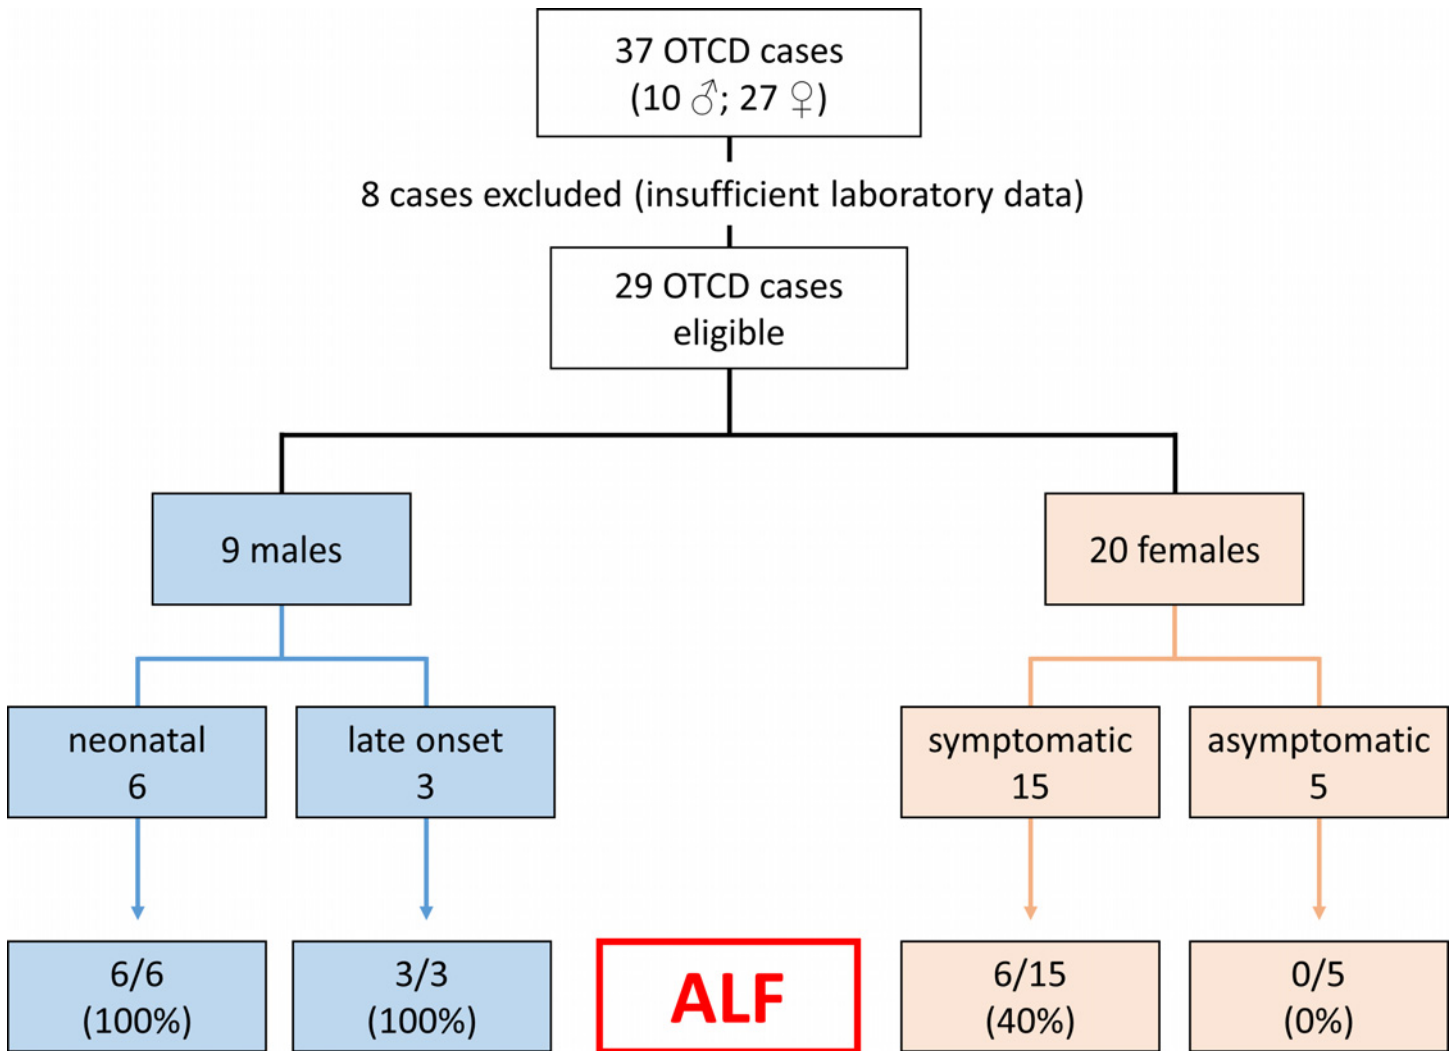 37 OTCD cases
(10 ♂; 27 ♀)
8 cases excluded (insufficient laboratory data)
29 OTCD cases
eligible
9 males
20 females
neonatal
6
late onset
3
symptomatic
15
asymptomatic
5
6/6
(100%)
3/3
(100%)
ALF
6/15
(40%)
0/5
(0%)